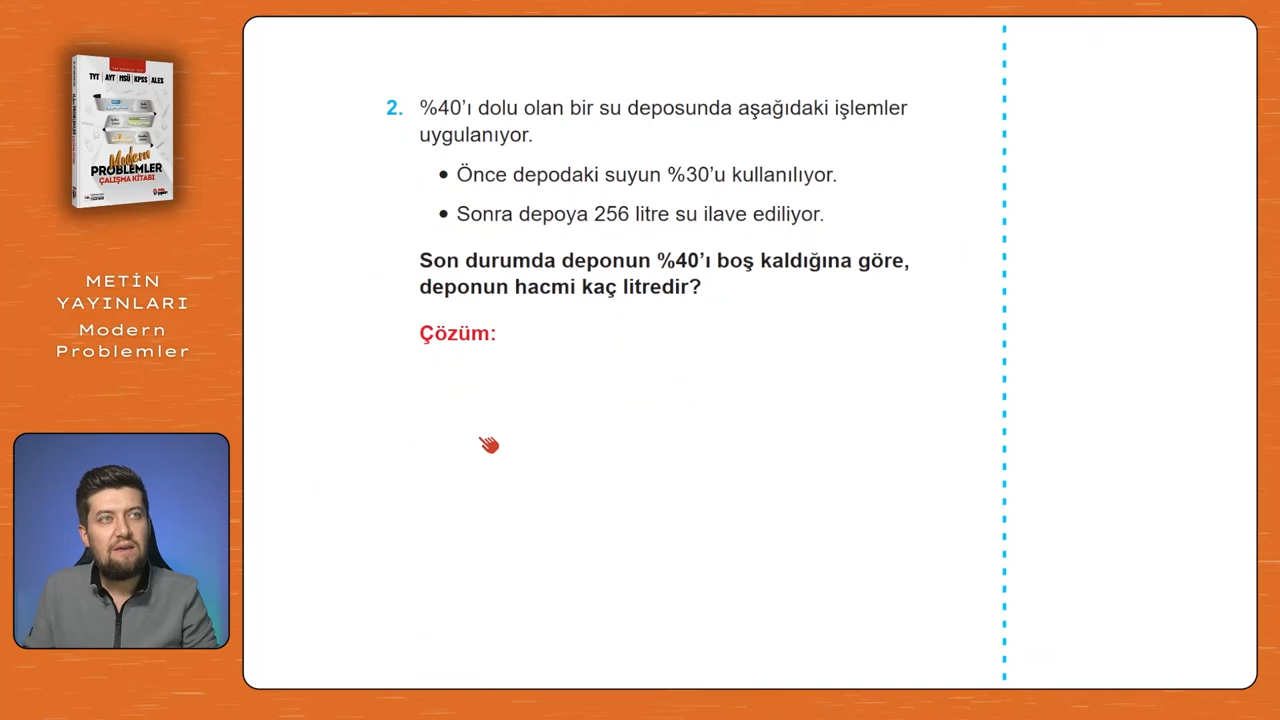 TYT | AYT | MSÜ | KPSS | ALES
Modern
PROBLEMLER
ÇALIŞMA KİTABI
METİN
YAYINLARI
Modern
Problemler
2. %40'ı dolu olan bir su deposunda aşağıdaki işlemler
uygulanıyor.
• Önce depodaki suyun %30'u kullanılıyor.
• Sonra depoya 256 litre su ilave ediliyor.
Son durumda deponun %40'ı boş kaldığına göre,
deponun hacmi kaç litredir?
Çözüm: